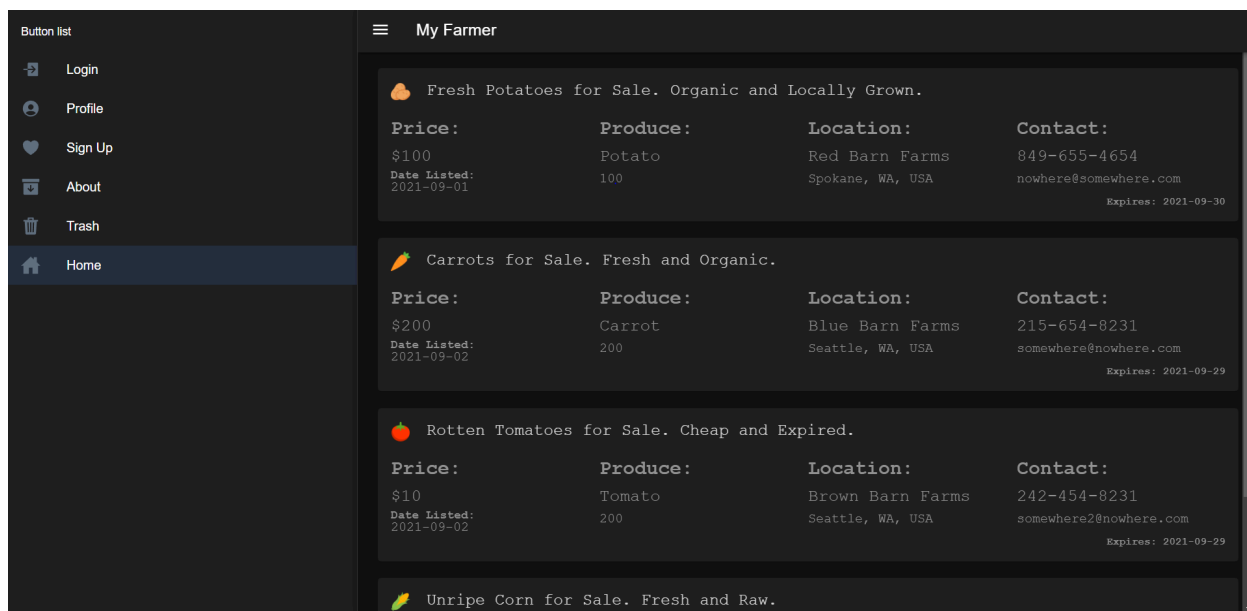 Button list
Login
Profile
Sign Up
About
Trash
Home
My Farmer
Fresh Potatoes for Sale. Organic and Locally Grown.
Price: Produce: Location: Contact:
$100 Potato Red Barn Farms 849-655-4654
Date Listed: 100 Spokane, WA, USA nowhere@somewhere.com
2021-09-01
Expires: 2021-09-30
Carrots for Sale. Fresh and Organic.
Price: Produce: Location: Contact:
$200 Carrot Blue Barn Farms 215-654-8231
Date Listed: 200 Seattle, WA, USA somewhere@nowhere.com
2021-09-02
Expires: 2021-09-29
Rotten Tomatoes for Sale. Cheap and Expired.
Price: Produce: Location: Contact:
$10 Tomato Brown Barn Farms 242-454-8231
Date Listed: 200 Seattle, WA, USA somewhere2@nowhere.com
2021-09-02
Expires: 2021-09-29
Unripe Corn for Sale. Fresh and Raw.